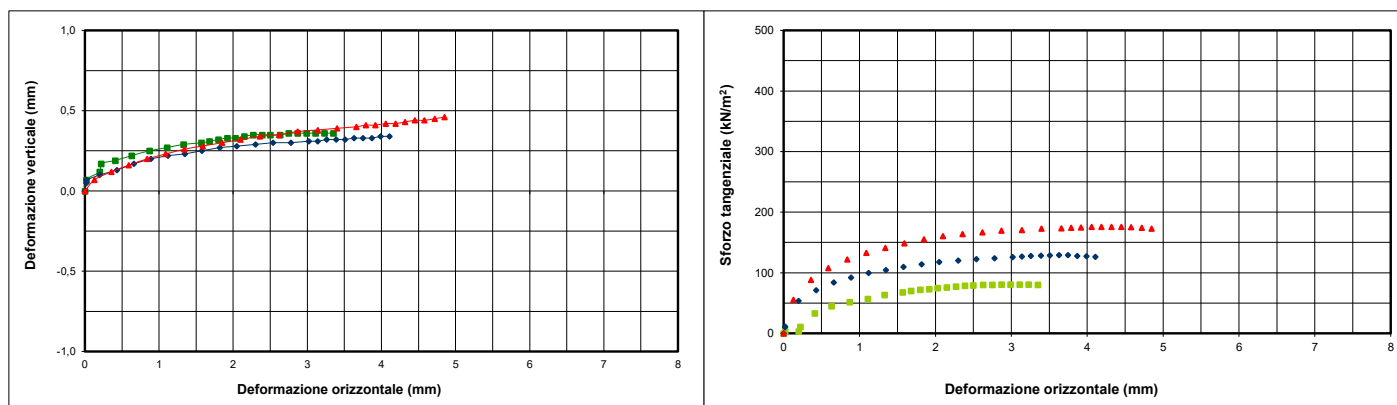 1,0
0,5
0,0
-0,5
-1,0
Deformazione verticale (mm)
0 1 2 3 4 5 6 7 8
Deformazione orizzontale (mm)
500
400
300
200
100
0
Sforzo tangenziale (kN/m²)
0 1 2 3 4 5 6 7 8
Deformazione orizzontale (mm)